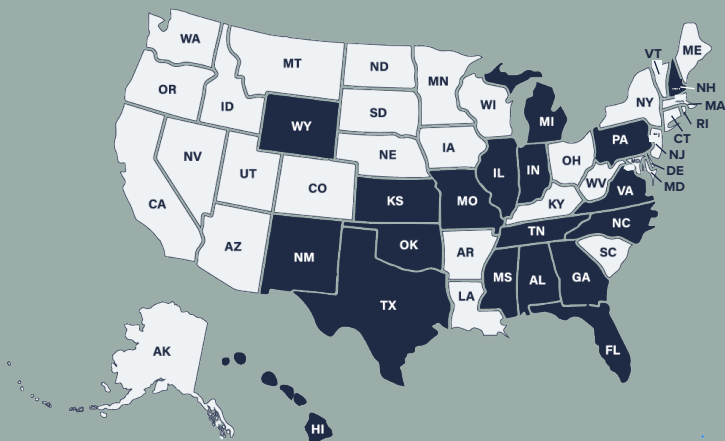 WA
MT
ND
MN
VT
ME
OR
ID
WY
SD
WI
MI
NY
NH
MA
RI
CT
NV
UT
CO
NE
IA
IL
IN
OH
PA
NJ
DE
MD
CA
AZ
NM
KS
MO
KY
WV
VA
OK
AR
TN
NC
SC
TX
LA
MS
AL
GA
FL
AK
HI